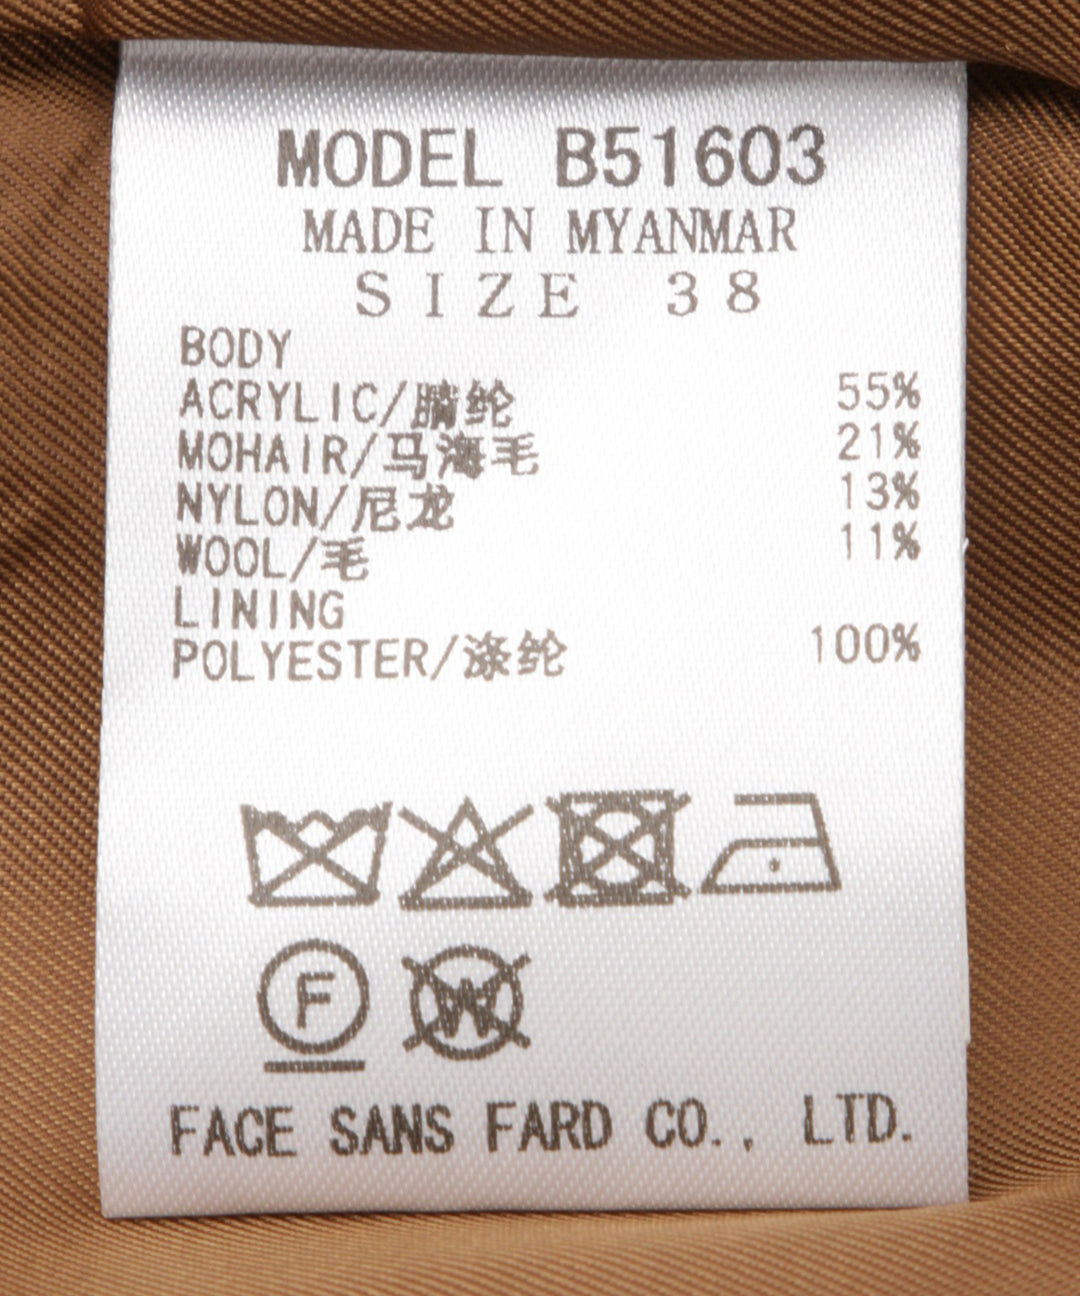 MODEL B51603
MADE IN MYANMAR
SIZE 38
BODY
ACRYLIC/腈纶 55%
MOHAIR/马海毛 21%
NYLON/尼龙 13%
WOOL/毛 11%
LINING
POLYESTER/涤纶 100%
F W
FACE SANS FARD CO., LTD.